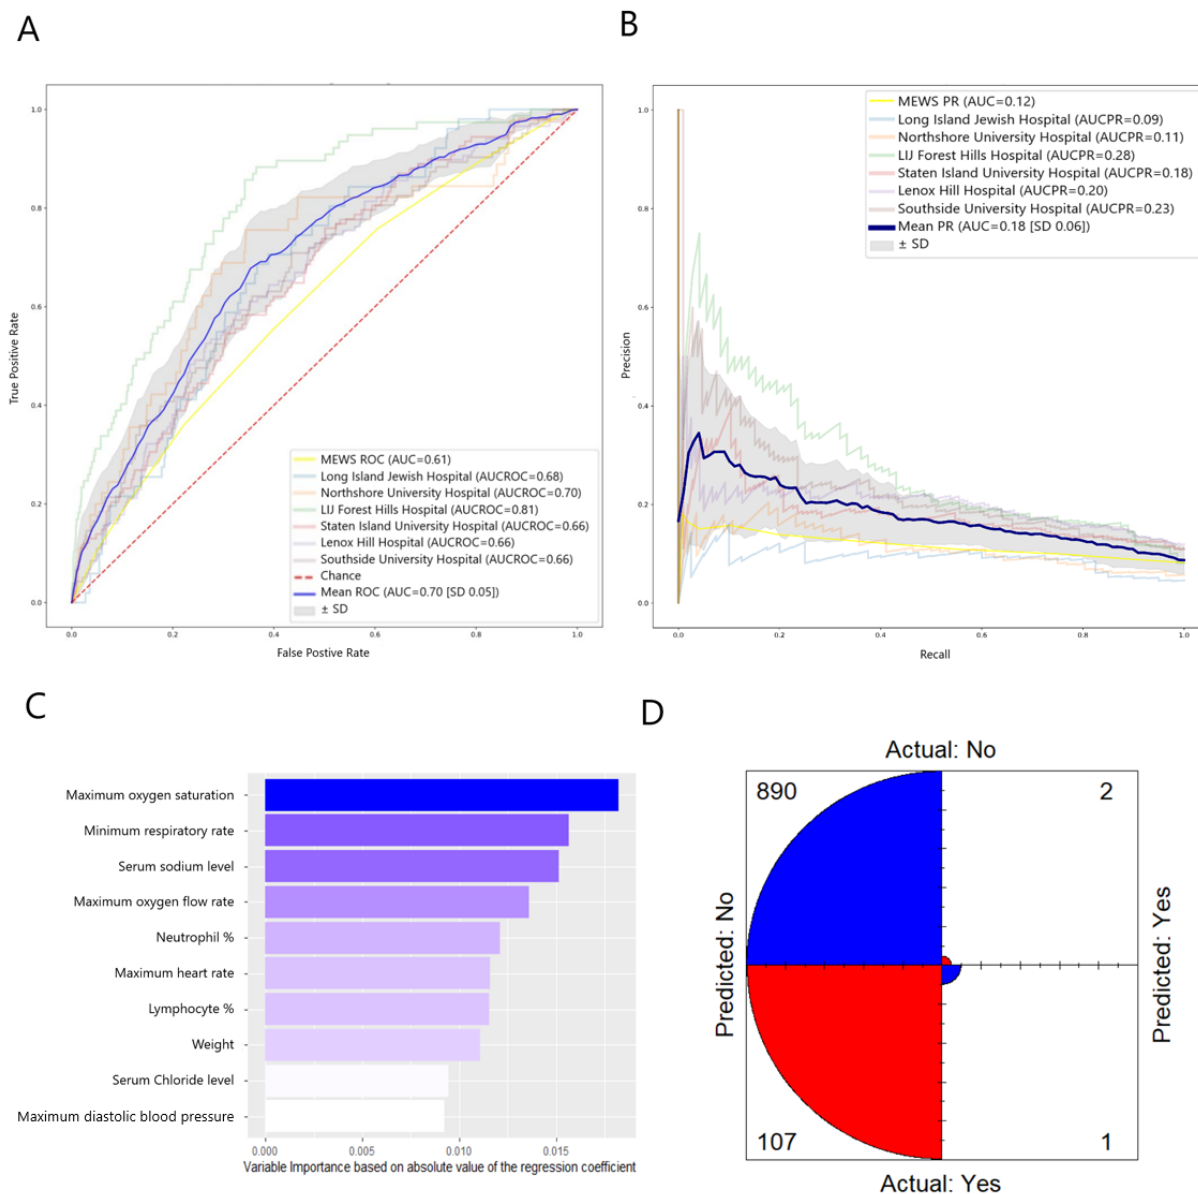 A
B
1.0
0.8
0.6
0.4
0.2
0.0
True Positive Rate
0.0 0.2 0.4 0.6 0.8 1.0
False Postive Rate
MEWS ROC (AUC=0.61)
Long Island Jewish Hospital (AUCROC=0.68)
Northshore University Hospital (AUCROC=0.70)
LIJ Forest Hills Hospital (AUCROC=0.81)
Staten Island University Hospital (AUCROC=0.66)
Lenox Hill Hospital (AUCROC=0.66)
Southside University Hospital (AUCROC=0.66)
Chance
Mean ROC (AUC=0.70 [SD 0.05])
± SD
1.0
0.8
0.6
0.4
0.2
0.0
Precision
0.0 0.2 0.4 0.6 0.8 1.0
Recall
MEWS PR (AUC=0.12)
Long Island Jewish Hospital (AUCPR=0.09)
Northshore University Hospital (AUCPR=0.11)
LIJ Forest Hills Hospital (AUCPR=0.28)
Staten Island University Hospital (AUCPR=0.18)
Lenox Hill Hospital (AUCPR=0.20)
Southside University Hospital (AUCPR=0.23)
Mean PR (AUC=0.18 [SD 0.06])
± SD
C
Maximum oxygen saturation
Minimum respiratory rate
Serum sodium level
Maximum oxygen flow rate
Neutrophil %
Maximum heart rate
Lymphocyte %
Weight
Serum Chloride level
Maximum diastolic blood pressure
0.000 0.005 0.010 0.015
Variable Importance based on absolute value of the regression coefficient
D
Actual: No
890 2
Predicted: No
Predicted: Yes
107 1
Actual: Yes